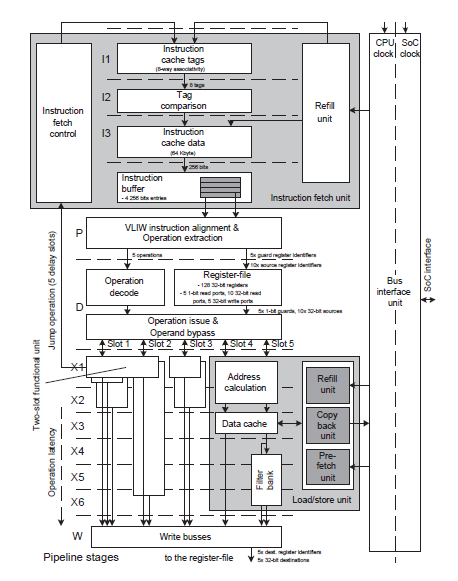 CPU SoC
clock clock
I1
Instruction
cache tags
(8-way associativity)
8 tags
I2
Tag
comparison
I3
Instruction
cache data
(64 Kbyte)
256 bits
Instruction
fetch
control
Refill
unit
Instruction
buffer
- 4 256 bits entries
Instruction fetch unit
P
VLIW instruction alignment &
Operation extraction
5 operations
5x guard register identifiers
10x source register identifiers
Operation
decode
Register-file
- 128 32-bit registers
- 5 1-bit read ports, 10 32-bit read
ports, 5 32-bit write ports
D
5x 1-bit guards, 10x 32-bit sources
Operation issue &
Operand bypass
Slot 1 Slot 2 Slot 3 Slot 4 Slot 5
Jump operation (5 delay slots)
Two-slot functional unit
Operation latency
X1
X2
X3
X4
X5
X6
Address
calculation
Data cache
Filter
bank
Refill
unit
Copy
back
unit
Pre-
fetch
unit
Load/store unit
Bus
interface
unit
SoC interface
W
Write busses
Pipeline stages
to the register-file
5x dest. register identifiers
5x 32-bit destinations